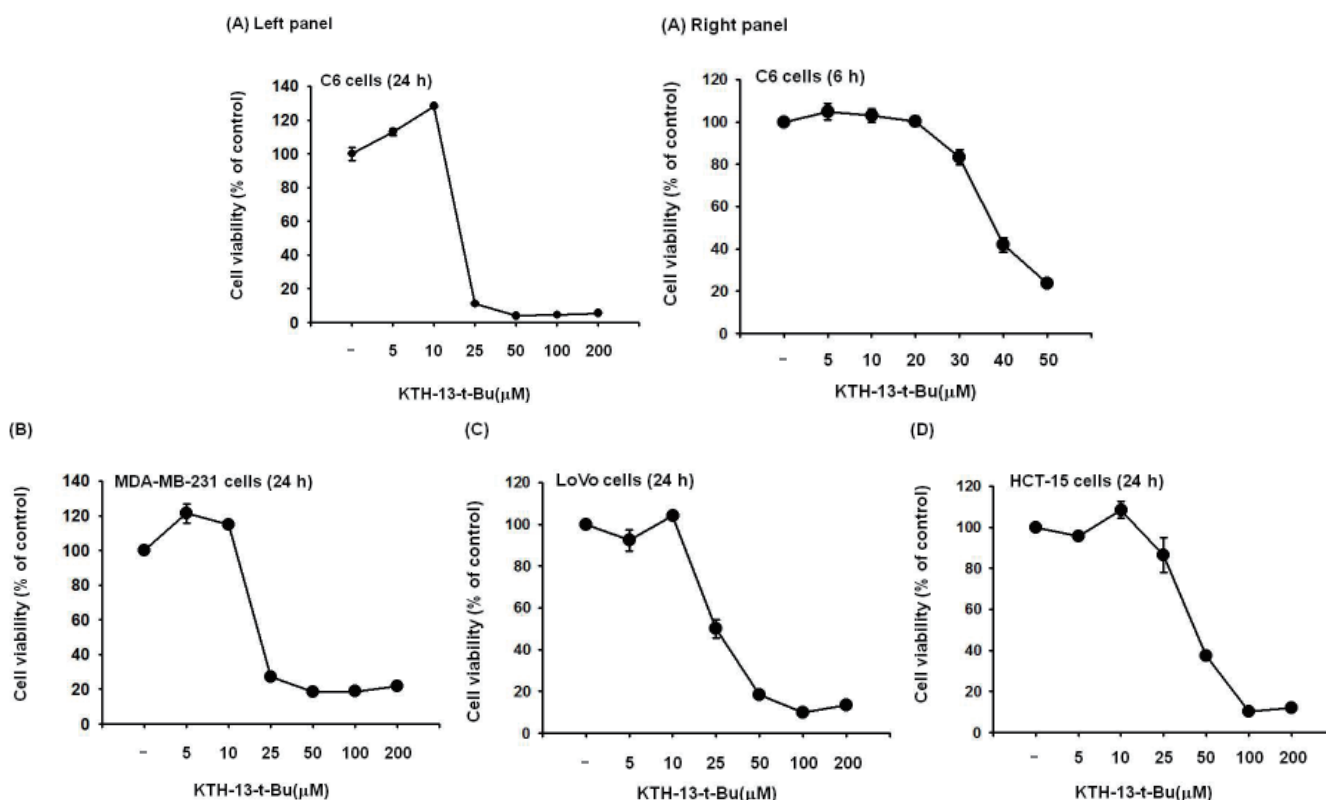 (A) Left panel
C6 cells (24 h)
Cell viability (% of control)
140
120
100
80
60
40
20
0
– 5 10 25 50 100 200
KTH-13-t-Bu(μM)
(A) Right panel
C6 cells (6 h)
Cell viability (% of control)
120
100
80
60
40
20
0
– 5 10 20 30 40 50
KTH-13-t-Bu(μM)
(B)
MDA-MB-231 cells (24 h)
Cell viability (% of control)
140
120
100
80
60
40
20
0
– 5 10 25 50 100 200
KTH-13-t-Bu(μM)
(C)
LoVo cells (24 h)
Cell viability (% of control)
120
100
80
60
40
20
0
– 5 10 25 50 100 200
KTH-13-t-Bu(μM)
(D)
HCT-15 cells (24 h)
Cell viability (% of control)
120
100
80
60
40
20
0
– 5 10 25 50 100 200
KTH-13-t-Bu(μM)